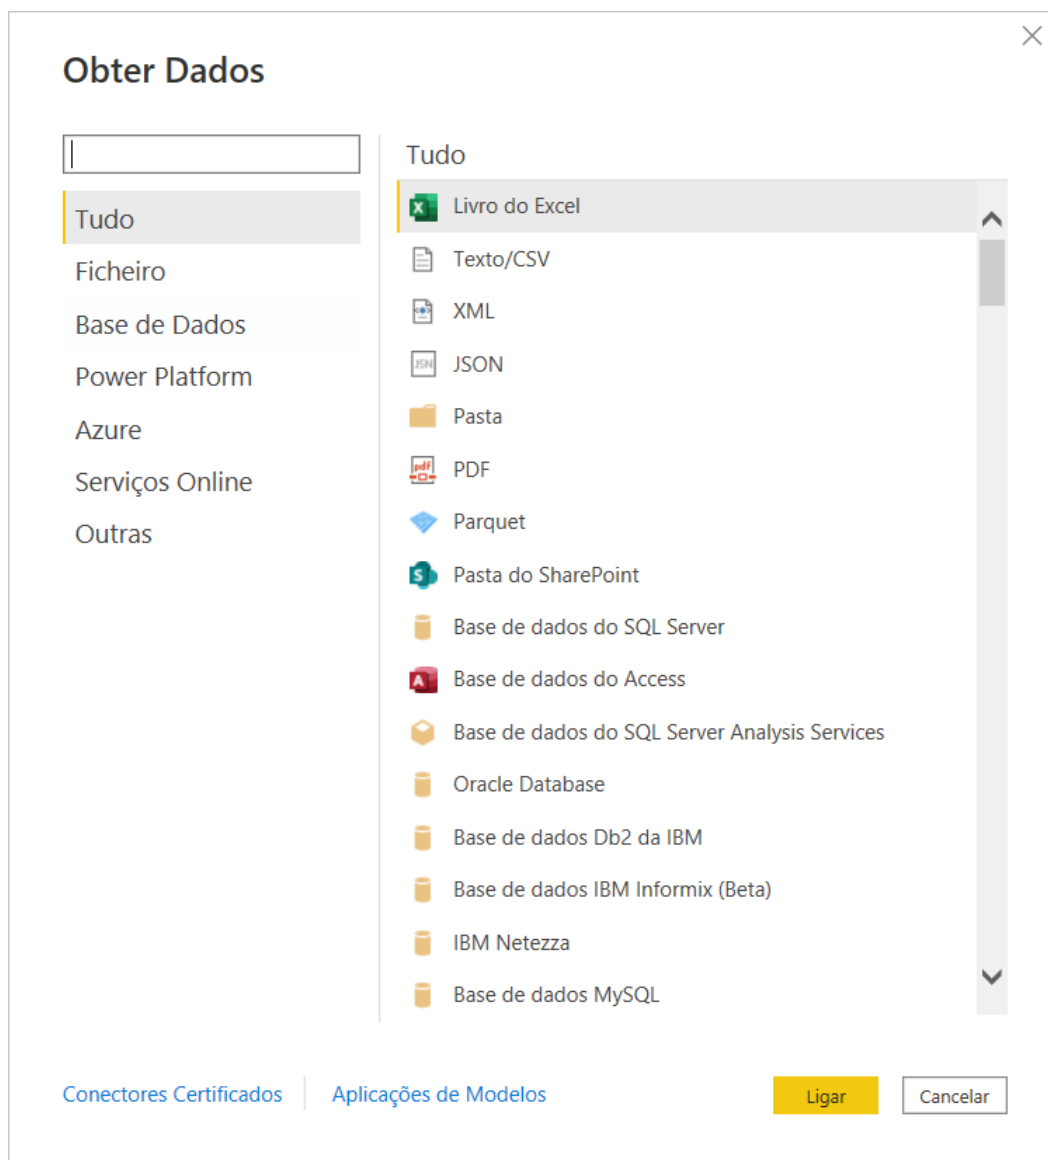 Obter Dados
Tudo
Ficheiro
Base de Dados
Power Platform
Azure
Serviços Online
Outras
Tudo
Livro do Excel
Texto/CSV
XML
JSON
Pasta
PDF
Parquet
Pasta do SharePoint
Base de dados do SQL Server
Base de dados do Access
Base de dados do SQL Server Analysis Services
Oracle Database
Base de dados Db2 da IBM
Base de dados IBM Informix (Beta)
IBM Netezza
Base de dados MySQL
Conectores Certificados
Aplicações de Modelos
Ligar
Cancelar